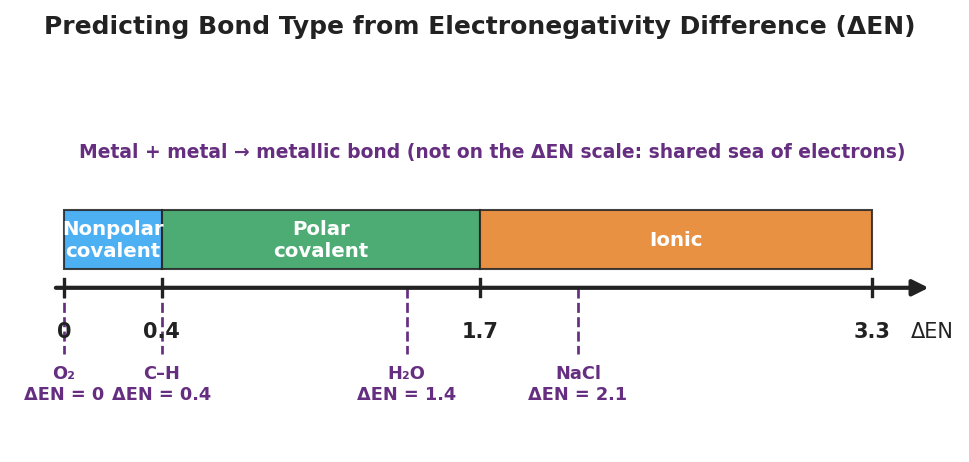 Predicting Bond Type from Electronegativity Difference (ΔEN)
Metal + metal → metallic bond (not on the ΔEN scale: shared sea of electrons)
Nonpolar
covalent
Polar
covalent
Ionic
0
0.4
1.7
3.3
ΔEN
O₂
ΔEN = 0
C–H
ΔEN = 0.4
H₂O
ΔEN = 1.4
NaCl
ΔEN = 2.1